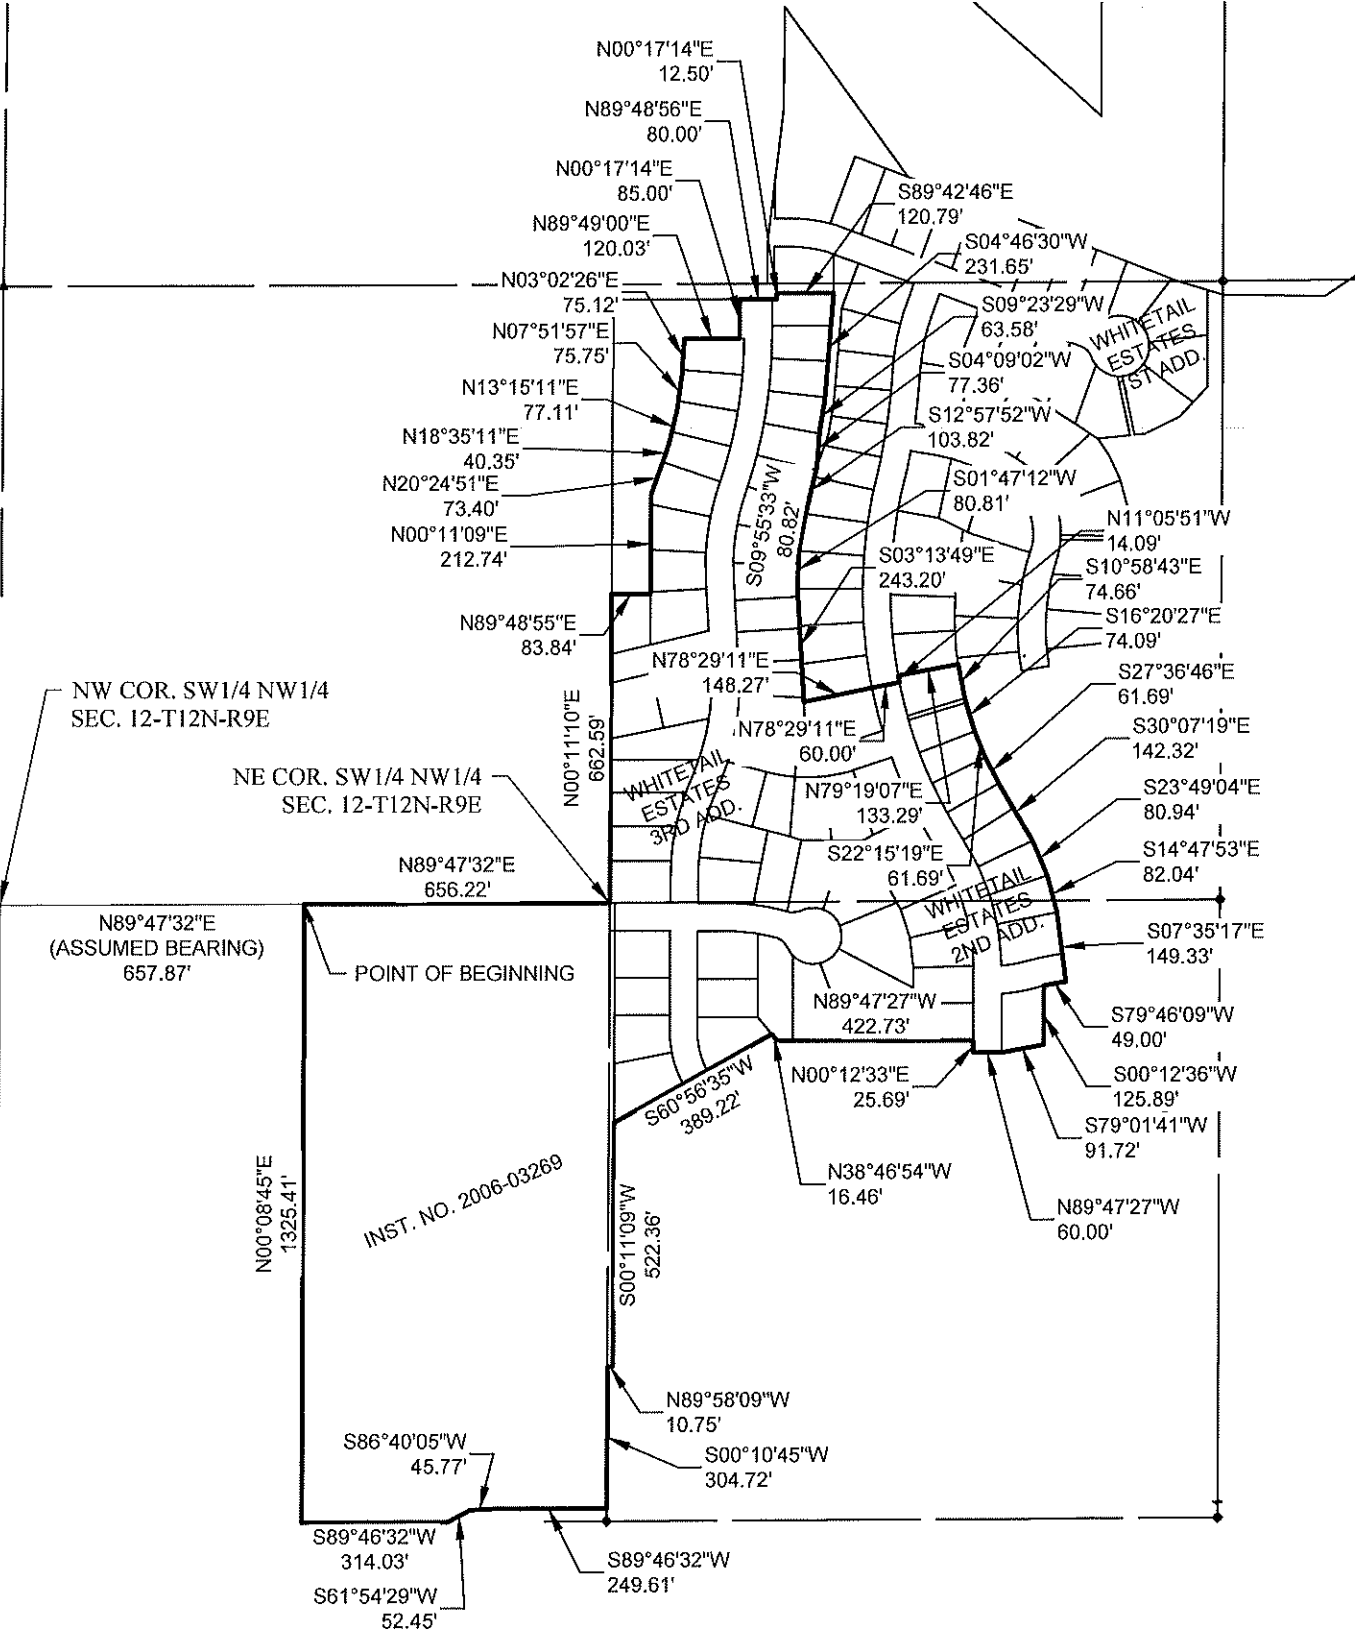 N00°17'14"E
12.50'
N89°48'56"E
80.00'
N00°17'14"E
85.00'
N89°49'00"E
120.03'
N03°02'26"E
75.12'
N07°51'57"E
75.75'
N13°15'11"E
77.11'
N18°35'11"E
40.35'
N20°24'51"E
73.40'
N00°11'09"E
212.74'
N89°48'55"E
83.84'
S89°42'46"E
120.79'
S04°46'30"W
231.65'
S09°23'29"W
63.58'
S04°09'02"W
77.36'
S12°57'52"W
103.82'
S09°55'33"W
80.82'
S01°47'12"W
80.81'
S03°13'49"E
243.20'
WHITETAIL
ESTATES
1ST ADD.
N11°05'51"W
14.09'
S10°58'43"E
74.66'
S16°20'27"E
74.09'
S27°36'46"E
61.69'
S30°07'19"E
142.32'
S23°49'04"E
80.94'
S14°47'53"E
82.04'
S07°35'17"E
149.33'
S79°46'09"W
49.00'
S00°12'36"W
125.89'
S79°01'41"W
91.72'
N89°47'27"W
60.00'
N78°29'11"E
148.27'
N78°29'11"E
60.00'
N79°19'07"E
133.29'
S22°15'19"E
61.69'
WHITETAIL
ESTATES
2ND ADD.
N00°11'10"E
662.59'
WHITETAIL
ESTATES
3RD ADD.
NW COR. SW1/4 NW1/4
SEC. 12-T12N-R9E
NE COR. SW1/4 NW1/4
SEC. 12-T12N-R9E
N89°47'32"E
656.22'
N89°47'32"E
(ASSUMED BEARING)
657.87'
POINT OF BEGINNING
N89°47'27"W
422.73'
N00°12'33"E
25.69'
S60°56'35"W
389.22'
N38°46'54"W
16.46'
N00°08'45"E
1325.41'
INST. NO. 2006-03269
S00°11'09"W
522.36'
N89°58'09"W
10.75'
S00°10'45"W
304.72'
S86°40'05"W
45.77'
S89°46'32"W
314.03'
S61°54'29"W
52.45'
S89°46'32"W
249.61'